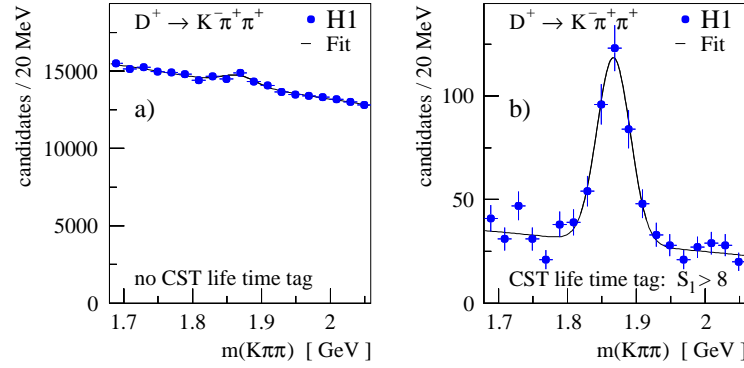 D⁺ → K⁻π⁺π⁺
H1
Fit
candidates / 20 MeV
a)
15000
10000
5000
0
no CST life time tag
1.7 1.8 1.9 2
m(Kππ) [ GeV ]
D⁺ → K⁻π⁺π⁺
H1
Fit
candidates / 20 MeV
b)
100
50
0
CST life time tag: S_l > 8
1.7 1.8 1.9 2
m(Kππ) [ GeV ]